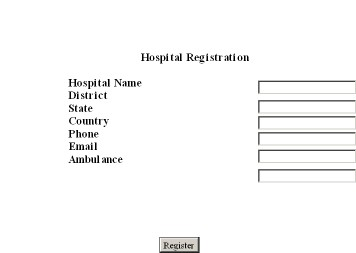 Hospital Registration
Hospital Name
District
State
Country
Phone
Email
Ambulance
Register